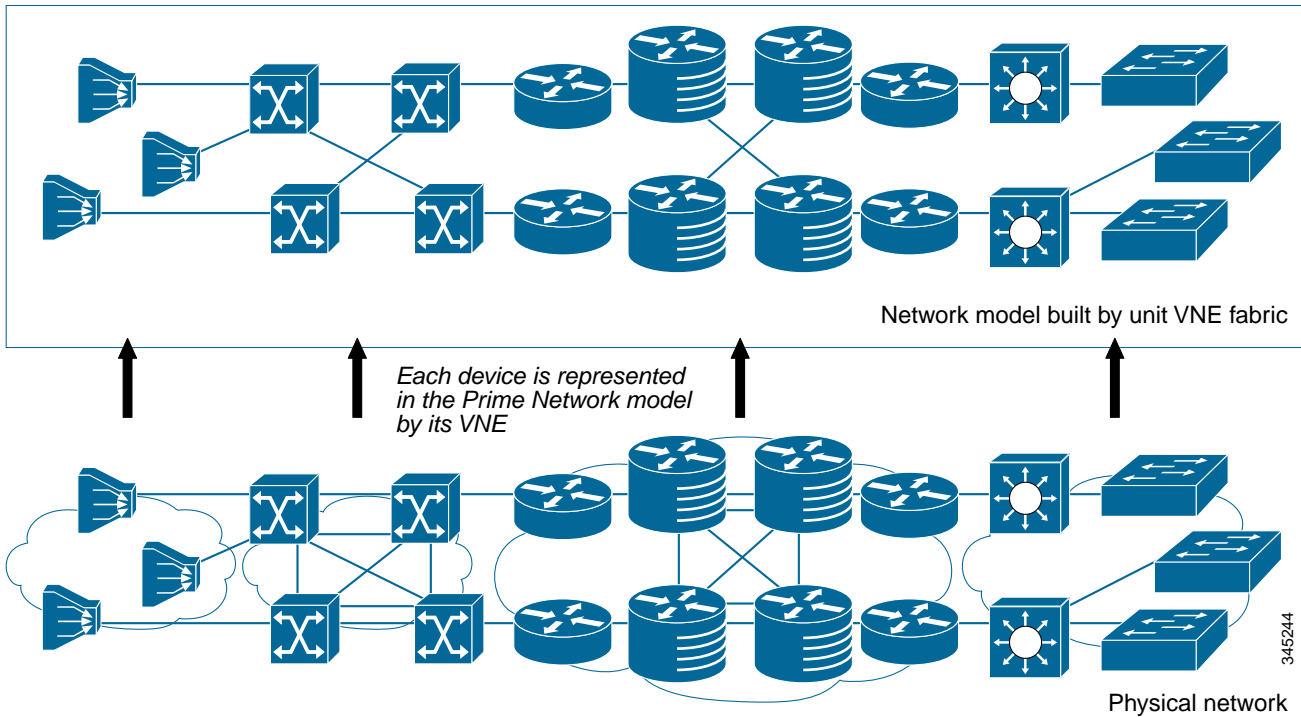 Network model built by unit VNE fabric
Each device is represented
in the Prime Network model
by its VNE
345244
Physical network